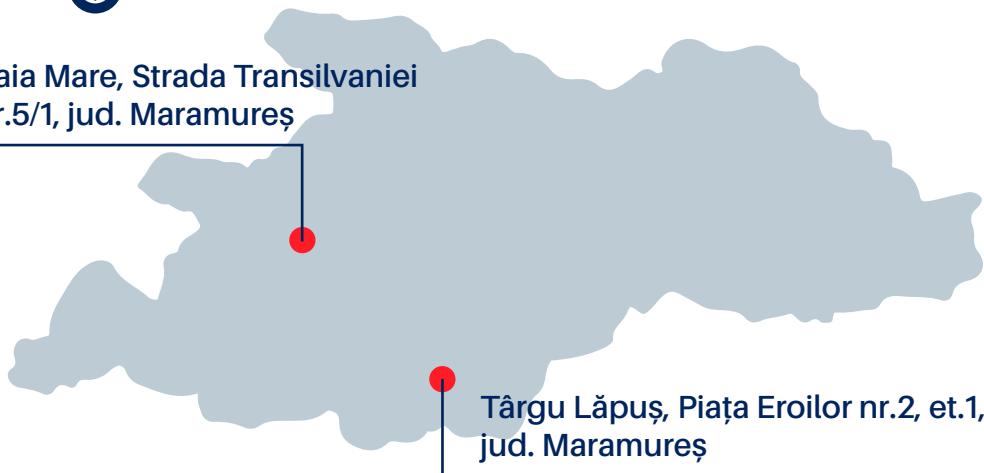 aia Mare, Strada Transilvaniei
r.5/1, jud. Maramureș
Târgu Lăpuș, Piața Eroilor nr.2, et.1,
jud. Maramureș